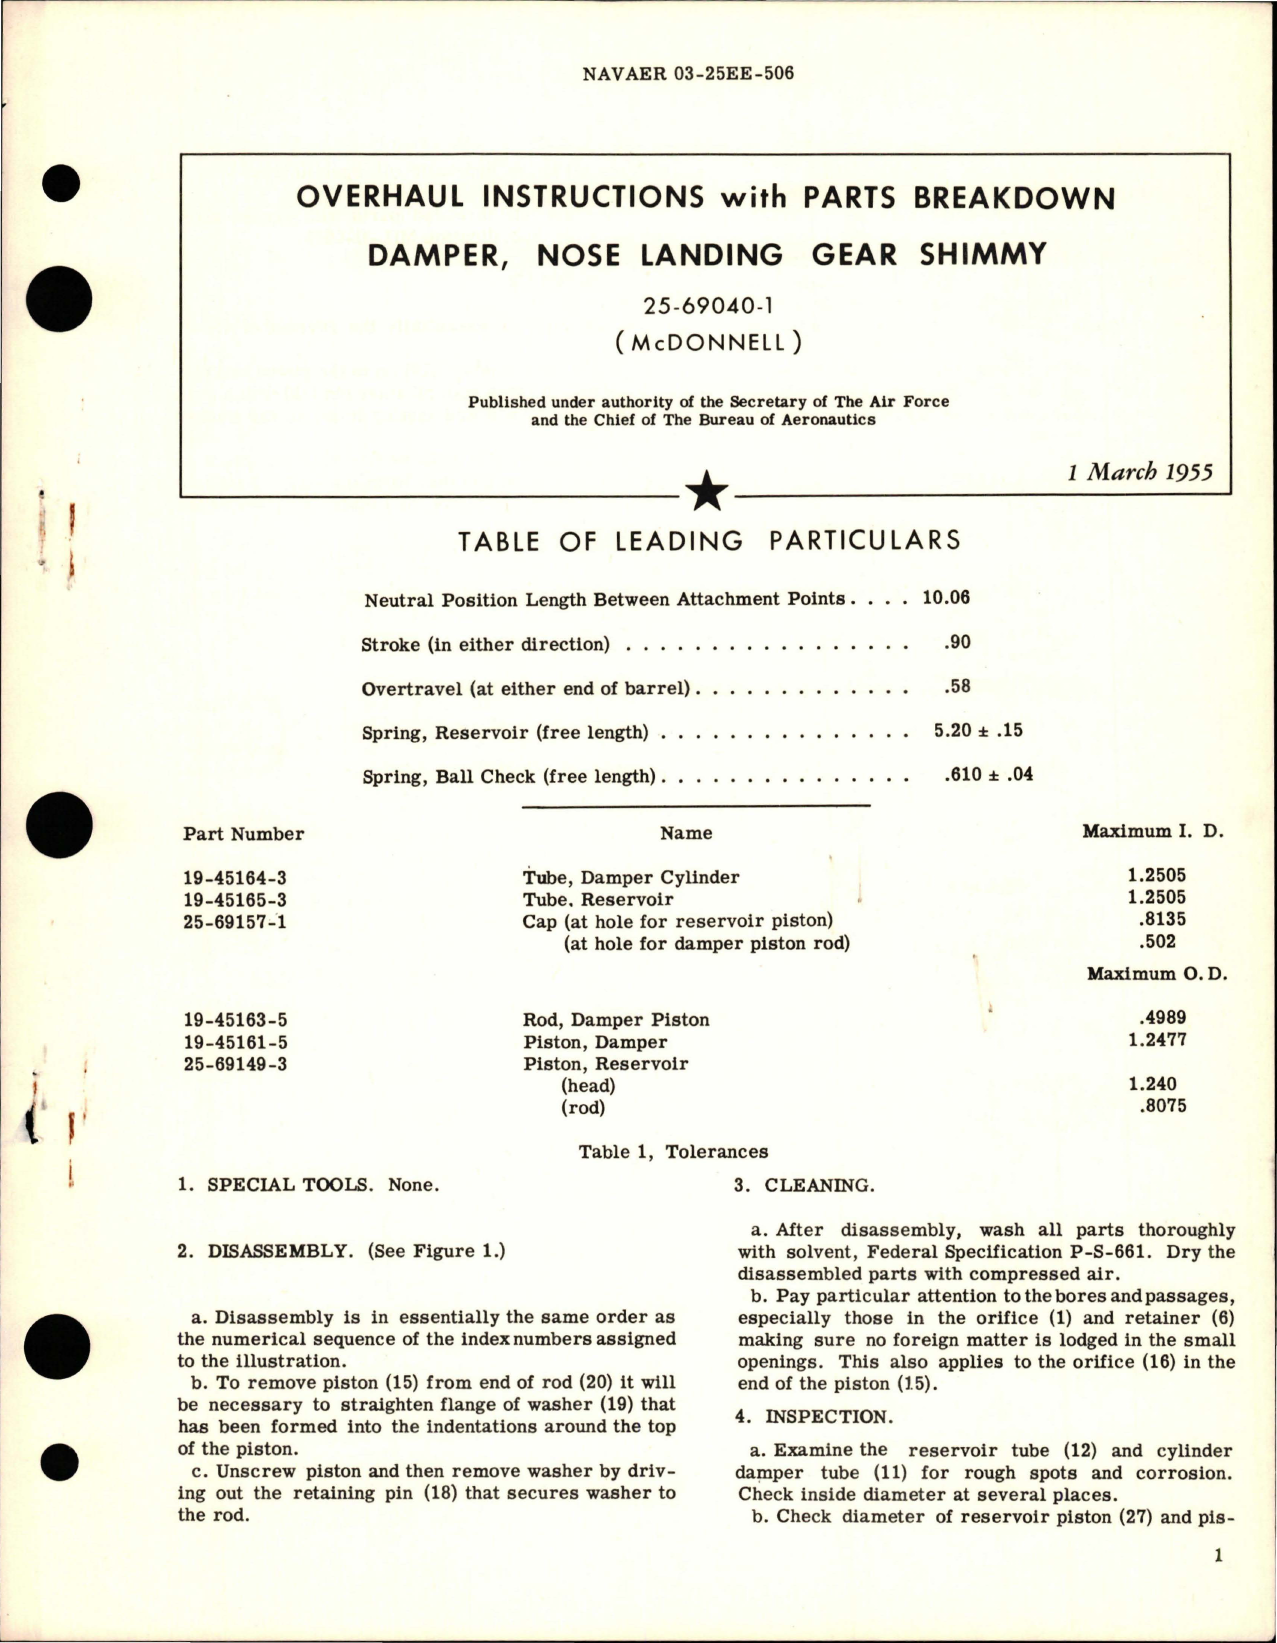 NAVAER 03-25EE-506
OVERHAUL INSTRUCTIONS with PARTS BREAKDOWN
DAMPER, NOSE LANDING GEAR SHIMMY
25-69040-1
(McDONNELL)
Published under authority of the Secretary of The Air Force
and the Chief of The Bureau of Aeronautics
1 March 1955
TABLE OF LEADING PARTICULARS
Neutral Position Length Between Attachment Points . . . . 10.06
Stroke (in either direction) . . . . . . . . . . . . . . . . . .90
Overtravel (at either end of barrel) . . . . . . . . . . . . . .58
Spring, Reservoir (free length) . . . . . . . . . . . . . . . 5.20 ± .15
Spring, Ball Check (free length) . . . . . . . . . . . . . . . .610 ± .04
Part Number Name Maximum I. D.
19-45164-3 Tube, Damper Cylinder 1.2505
19-45165-3 Tube, Reservoir 1.2505
25-69157-1 Cap (at hole for reservoir piston) .8135
(at hole for damper piston rod) .502
Maximum O. D.
19-45163-5 Rod, Damper Piston .4989
19-45161-5 Piston, Damper 1.2477
25-69149-3 Piston, Reservoir
(head) 1.240
(rod) .8075
Table 1, Tolerances
1. SPECIAL TOOLS. None.
2. DISASSEMBLY. (See Figure 1.)
a. Disassembly is in essentially the same order as
the numerical sequence of the index numbers assigned
to the illustration.
b. To remove piston (15) from end of rod (20) it will
be necessary to straighten flange of washer (19) that
has been formed into the indentations around the top
of the piston.
c. Unscrew piston and then remove washer by driv-
ing out the retaining pin (18) that secures washer to
the rod.
3. CLEANING.
a. After disassembly, wash all parts thoroughly
with solvent, Federal Specification P-S-661. Dry the
disassembled parts with compressed air.
b. Pay particular attention to the bores and passages,
especially those in the orifice (1) and retainer (6)
making sure no foreign matter is lodged in the small
openings. This also applies to the orifice (16) in the
end of the piston (15).
4. INSPECTION.
a. Examine the reservoir tube (12) and cylinder
damper tube (11) for rough spots and corrosion.
Check inside diameter at several places.
b. Check diameter of reservoir piston (27) and pis-
1